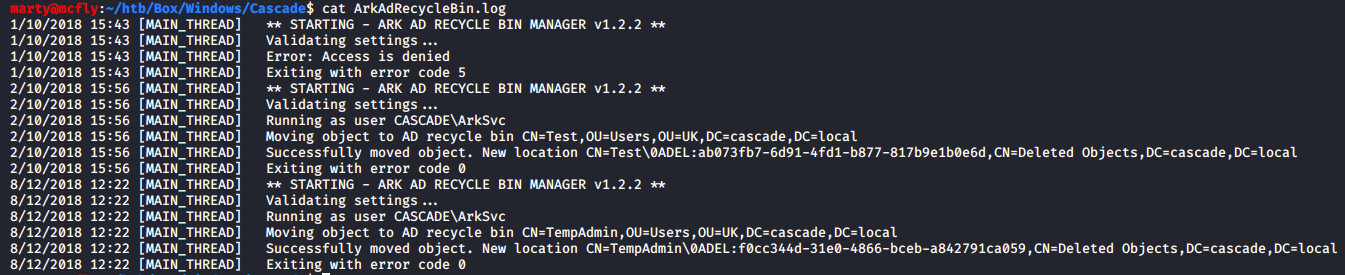 marty@mcfly:~/htb/Box/Windows/Cascade$ cat ArkAdRecycleBin.log
1/10/2018 15:43 [MAIN_THREAD]   ** STARTING - ARK AD RECYCLE BIN MANAGER v1.2.2 **
1/10/2018 15:43 [MAIN_THREAD]   Validating settings...
1/10/2018 15:43 [MAIN_THREAD]   Error: Access is denied
1/10/2018 15:43 [MAIN_THREAD]   Exiting with error code 5
2/10/2018 15:56 [MAIN_THREAD]   ** STARTING - ARK AD RECYCLE BIN MANAGER v1.2.2 **
2/10/2018 15:56 [MAIN_THREAD]   Validating settings...
2/10/2018 15:56 [MAIN_THREAD]   Running as user CASCADE\ArkSvc
2/10/2018 15:56 [MAIN_THREAD]   Moving object to AD recycle bin CN=Test,OU=Users,OU=UK,DC=cascade,DC=local
2/10/2018 15:56 [MAIN_THREAD]   Successfully moved object. New location CN=Test\0ADEL:ab073fb7-6d91-4fd1-b877-817b9e1b0e6d,CN=Deleted Objects,DC=cascade,DC=local
2/10/2018 15:56 [MAIN_THREAD]   Exiting with error code 0
8/12/2018 12:22 [MAIN_THREAD]   ** STARTING - ARK AD RECYCLE BIN MANAGER v1.2.2 **
8/12/2018 12:22 [MAIN_THREAD]   Validating settings...
8/12/2018 12:22 [MAIN_THREAD]   Running as user CASCADE\ArkSvc
8/12/2018 12:22 [MAIN_THREAD]   Moving object to AD recycle bin CN=TempAdmin,OU=Users,OU=UK,DC=cascade,DC=local
8/12/2018 12:22 [MAIN_THREAD]   Successfully moved object. New location CN=TempAdmin\0ADEL:f0cc344d-31e0-4866-bceb-a842791ca059,CN=Deleted Objects,DC=cascade,DC=local
8/12/2018 12:22 [MAIN_THREAD]   Exiting with error code 0